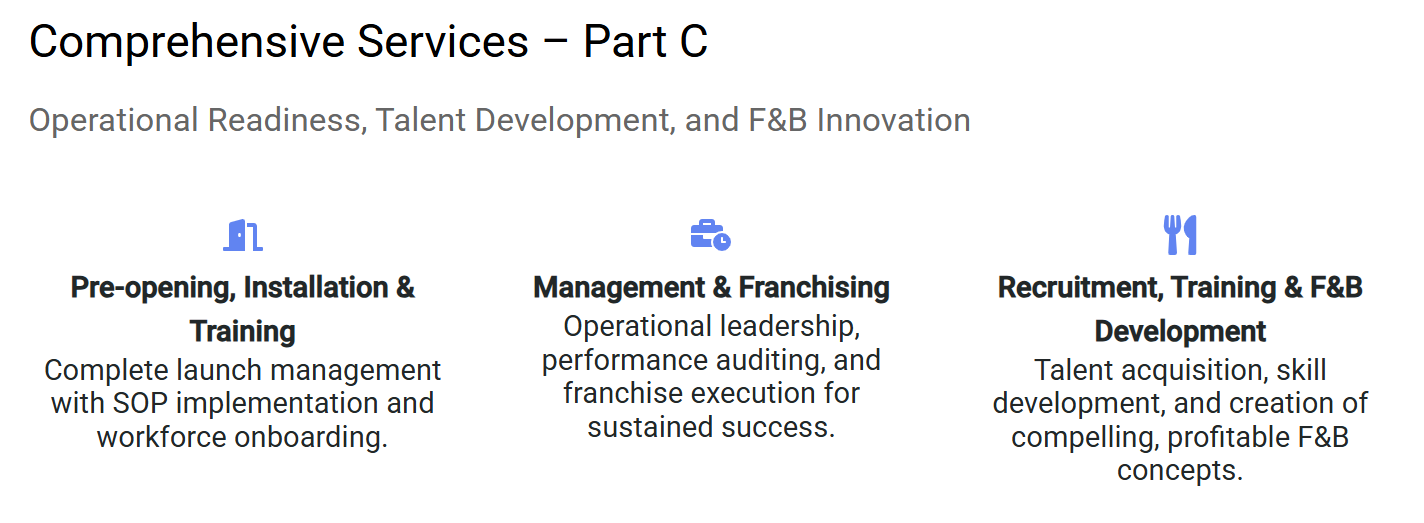 Comprehensive Services – Part C
Operational Readiness, Talent Development, and F&B Innovation
Pre-opening, Installation &
Training
Complete launch management
with SOP implementation and
workforce onboarding.
Management & Franchising
Operational leadership,
performance auditing, and
franchise execution for
sustained success.
Recruitment, Training & F&B
Development
Talent acquisition, skill
development, and creation of
compelling, profitable F&B
concepts.